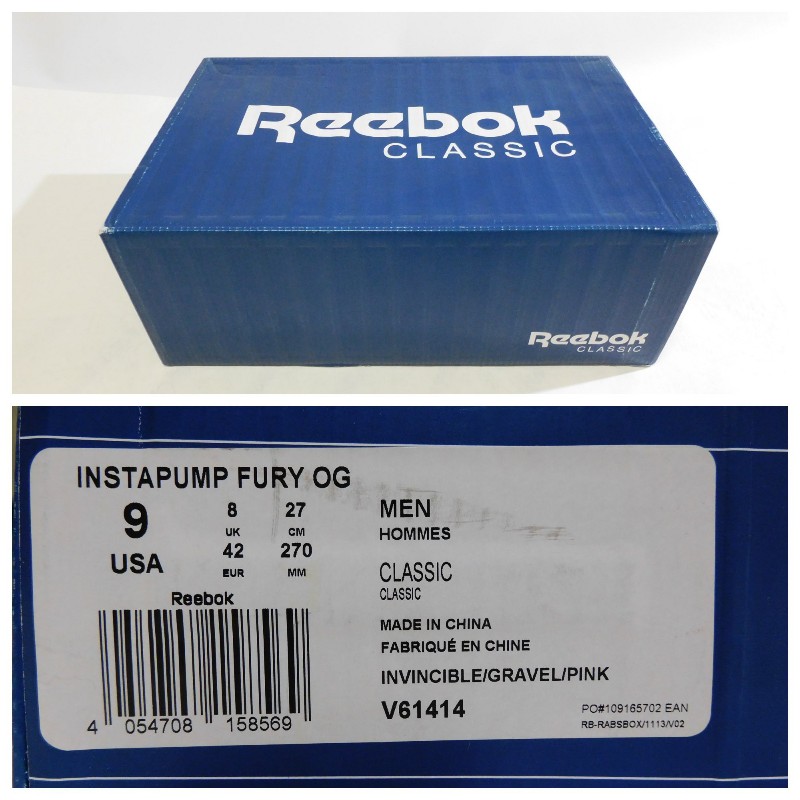 Reebok
CLASSIC
Reebok
CLASSIC
INSTAPUMP FURY OG
9
USA
8
UK
27
CM
42
EUR
270
MM
Reebok
4 054708 158569
MEN
HOMMES
CLASSIC
CLASSIC
MADE IN CHINA
FABRIQUÉ EN CHINE
INVINCIBLE/GRAVEL/PINK
V61414
PO#109165702 EAN
RB-RABSBOX/1113/V02